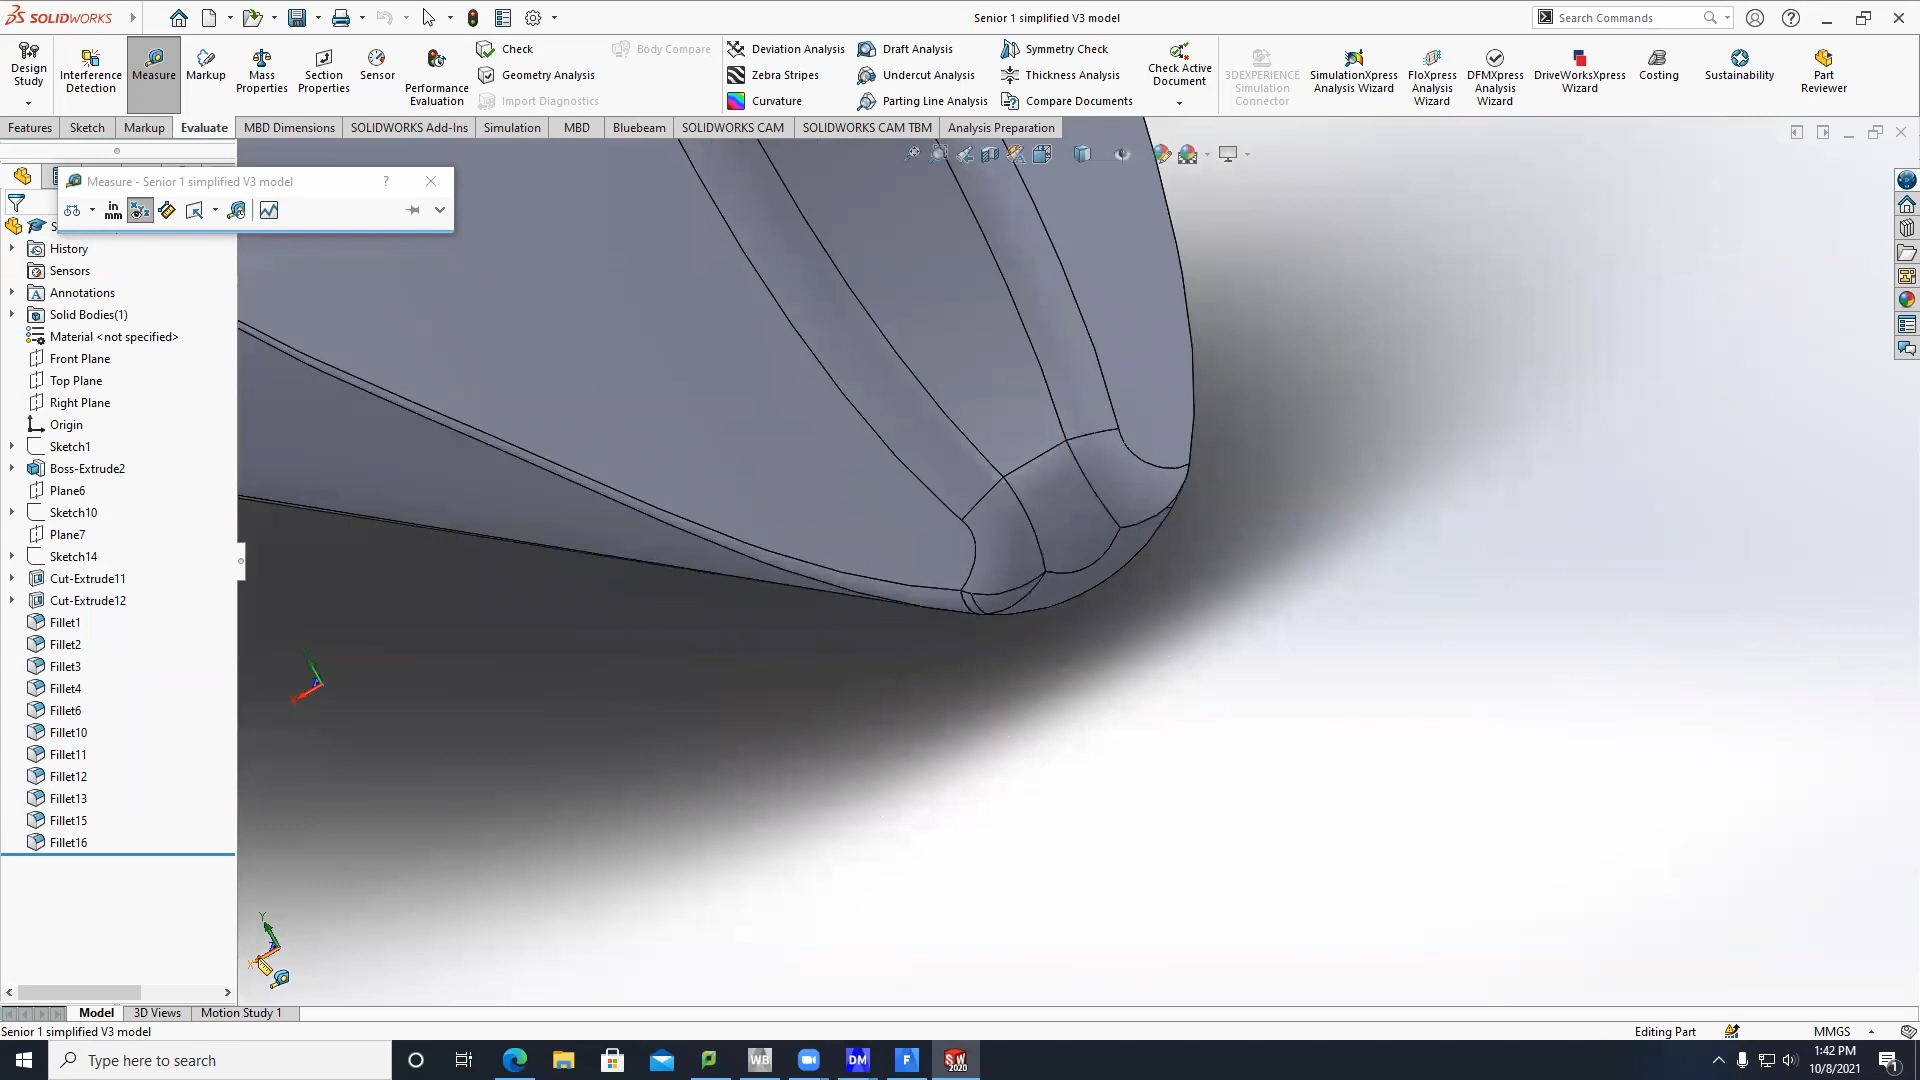 SOLIDWORKS
Senior 1 simplified V3 model
Search Commands
Design Study
Interference Detection
Measure
Markup
Mass Properties
Section Properties
Sensor
Performance Evaluation
Check
Geometry Analysis
Import Diagnostics
Body Compare
Deviation Analysis
Zebra Stripes
Curvature
Draft Analysis
Undercut Analysis
Parting Line Analysis
Symmetry Check
Thickness Analysis
Compare Documents
Check Active Document
3DEXPERIENCE Simulation Connector
SimulationXpress Analysis Wizard
FloXpress Analysis Wizard
DFMXpress Analysis Wizard
DriveWorksXpress Wizard
Costing
Sustainability
Part Reviewer
Features
Sketch
Markup
Evaluate
MBD Dimensions
SOLIDWORKS Add-Ins
Simulation
MBD
Bluebeam
SOLIDWORKS CAM
SOLIDWORKS CAM TBM
Analysis Preparation
Measure - Senior 1 simplified V3 model
?
in
mm
History
Sensors
Annotations
Solid Bodies(1)
Material <not specified>
Front Plane
Top Plane
Right Plane
Origin
Sketch1
Boss-Extrude2
Plane6
Sketch10
Plane7
Sketch14
Cut-Extrude11
Cut-Extrude12
Fillet1
Fillet2
Fillet3
Fillet4
Fillet6
Fillet10
Fillet11
Fillet12
Fillet13
Fillet15
Fillet16
Y
X
Model
3D Views
Motion Study 1
Senior 1 simplified V3 model
Editing Part
MMGS
Type here to search
WB
DM
F
SW
2020
1:42 PM
10/8/2021
1